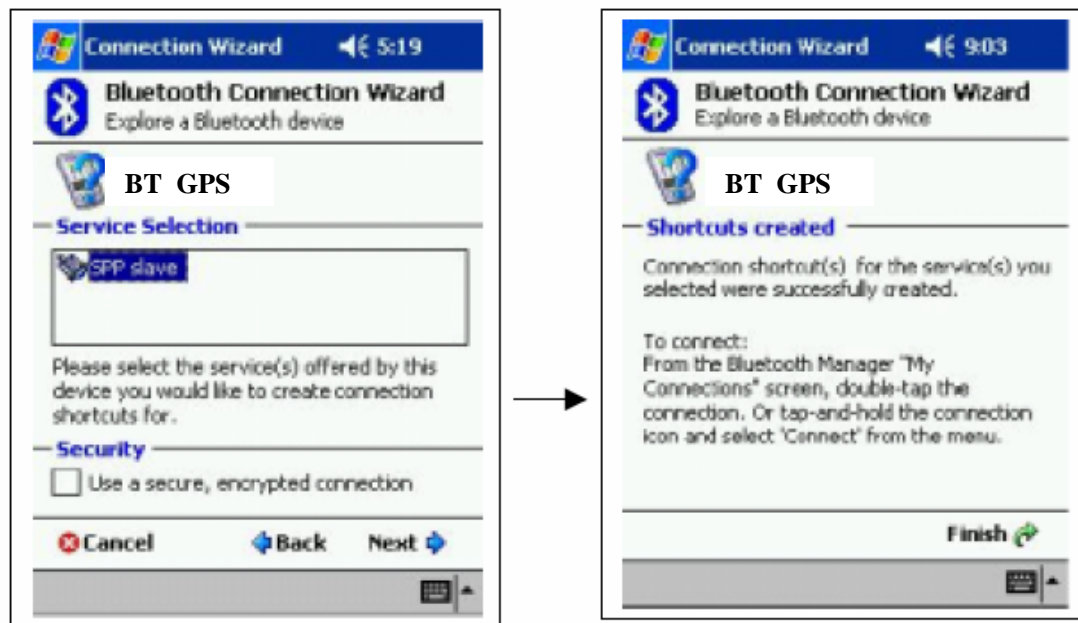 Connection Wizard 5:19
Bluetooth Connection Wizard
Explore a Bluetooth device
BT GPS
Service Selection
SPP slave
Please select the service(s) offered by this
device you would like to create connection
shortcuts for.
Security
Use a secure, encrypted connection
Cancel Back Next
Connection Wizard 9:03
Bluetooth Connection Wizard
Explore a Bluetooth device
BT GPS
Shortcuts created
Connection shortcut(s) for the service(s) you
selected were successfully created.
To connect:
From the Bluetooth Manager "My
Connections" screen, double-tap the
connection. Or tap-and-hold the connection
icon and select 'Connect' from the menu.
Finish